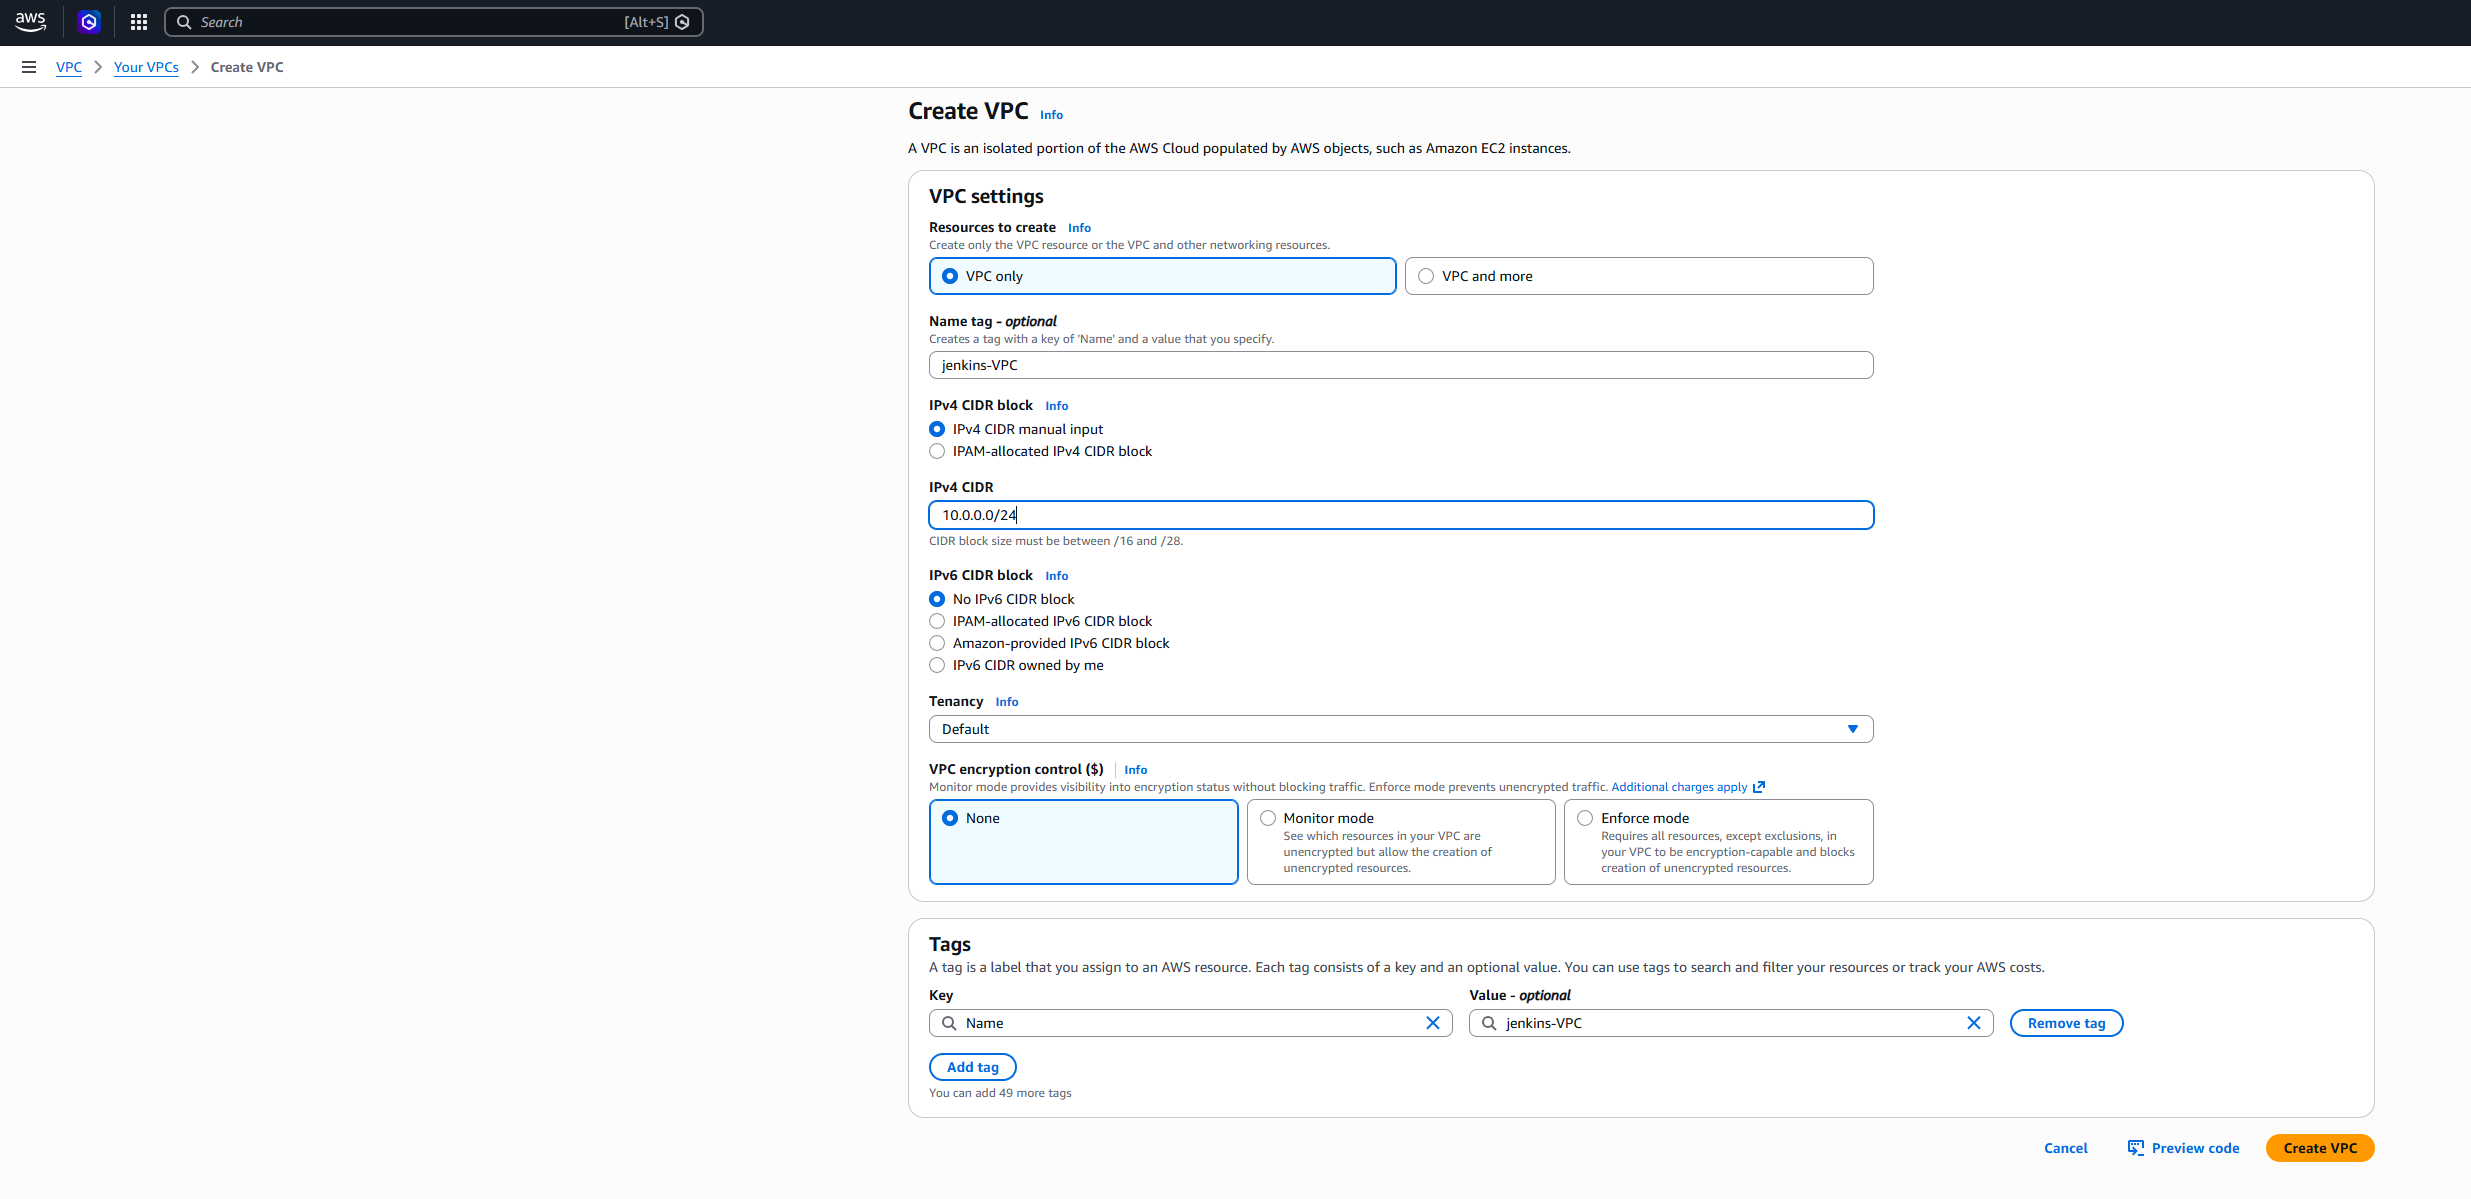 aws
Search [Alt+S]
VPC > Your VPCs > Create VPC
Create VPC Info
A VPC is an isolated portion of the AWS Cloud populated by AWS objects, such as Amazon EC2 instances.
VPC settings
Resources to create Info
Create only the VPC resource or the VPC and other networking resources.
VPC only VPC and more
Name tag - optional
Creates a tag with a key of 'Name' and a value that you specify.
jenkins-VPC
IPv4 CIDR block Info
IPv4 CIDR manual input
IPAM-allocated IPv4 CIDR block
IPv4 CIDR
10.0.0.0/24
CIDR block size must be between /16 and /28.
IPv6 CIDR block Info
No IPv6 CIDR block
IPAM-allocated IPv6 CIDR block
Amazon-provided IPv6 CIDR block
IPv6 CIDR owned by me
Tenancy Info
Default
VPC encryption control ($) Info
Monitor mode provides visibility into encryption status without blocking traffic. Enforce mode prevents unencrypted traffic. Additional charges apply
None
Monitor mode
See which resources in your VPC are
unencrypted but allow the creation of
unencrypted resources.
Enforce mode
Requires all resources, except exclusions, in
your VPC to be encryption-capable and blocks
creation of unencrypted resources.
Tags
A tag is a label that you assign to an AWS resource. Each tag consists of a key and an optional value. You can use tags to search and filter your resources or track your AWS costs.
Key Value - optional
Name jenkins-VPC Remove tag
Add tag
You can add 49 more tags
Cancel Preview code Create VPC